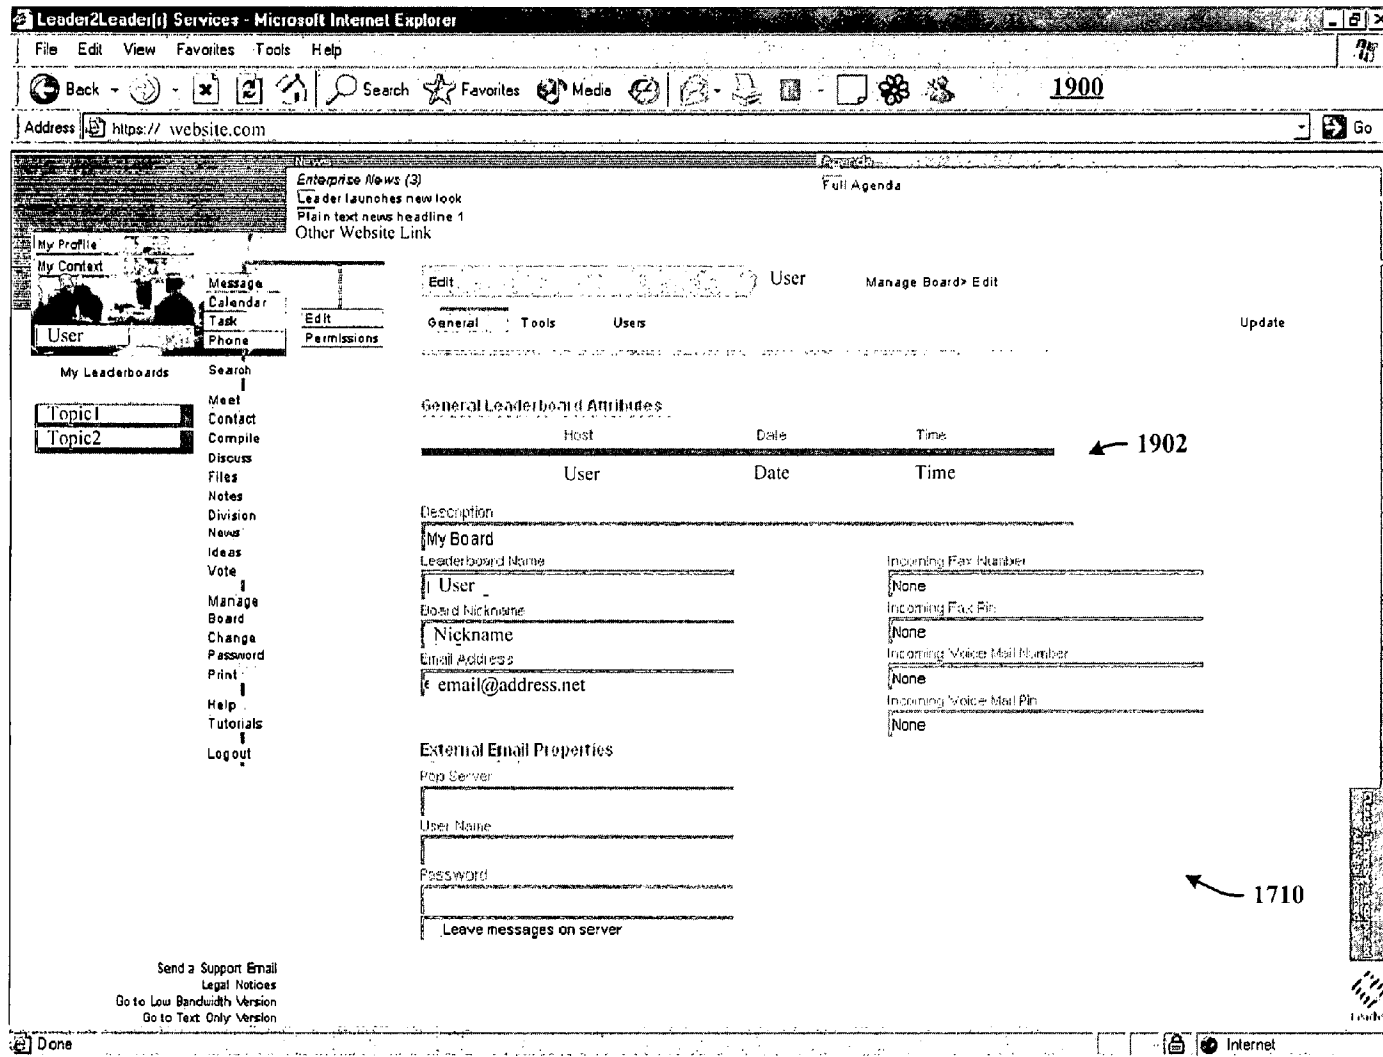 Leader2Leader(r) Services - Microsoft Internet Explorer
File Edit View Favorites Tools Help
Back Search Favorites Media 1900
Address https:// website.com Go
News Agenda
Enterprise News (3) Full Agenda
Leader launches new look
Plain text news headline 1
Other Website Link
My Profile
My Context
User
My Leaderboards
Topic1
Topic2
Message
Calendar
Task
Phone
Search
Meet
Contact
Compile
Discuss
Files
Notes
Division
News
Ideas
Vote
Manage
Board
Change
Password
Print
Help
Tutorials
Logout
Edit
Permissions
Edit User Manage Board> Edit
General Tools Users Update
General Leaderboard Attributes
Host Date Time
1902
User Date Time
Description
My Board
Leaderboard Name
User
Board Nickname
Nickname
Email Address
email@address.net
Incoming Fax Number
None
Incoming Fax Pin
None
Incoming Voice Mail Number
None
Incoming Voice Mail Pin
None
External Email Properties
Pop Server
User Name
Password
1710
Leave messages on server
Send a Support Email
Legal Notices
Go to Low Bandwidth Version
Go to Text Only Version
Done Internet